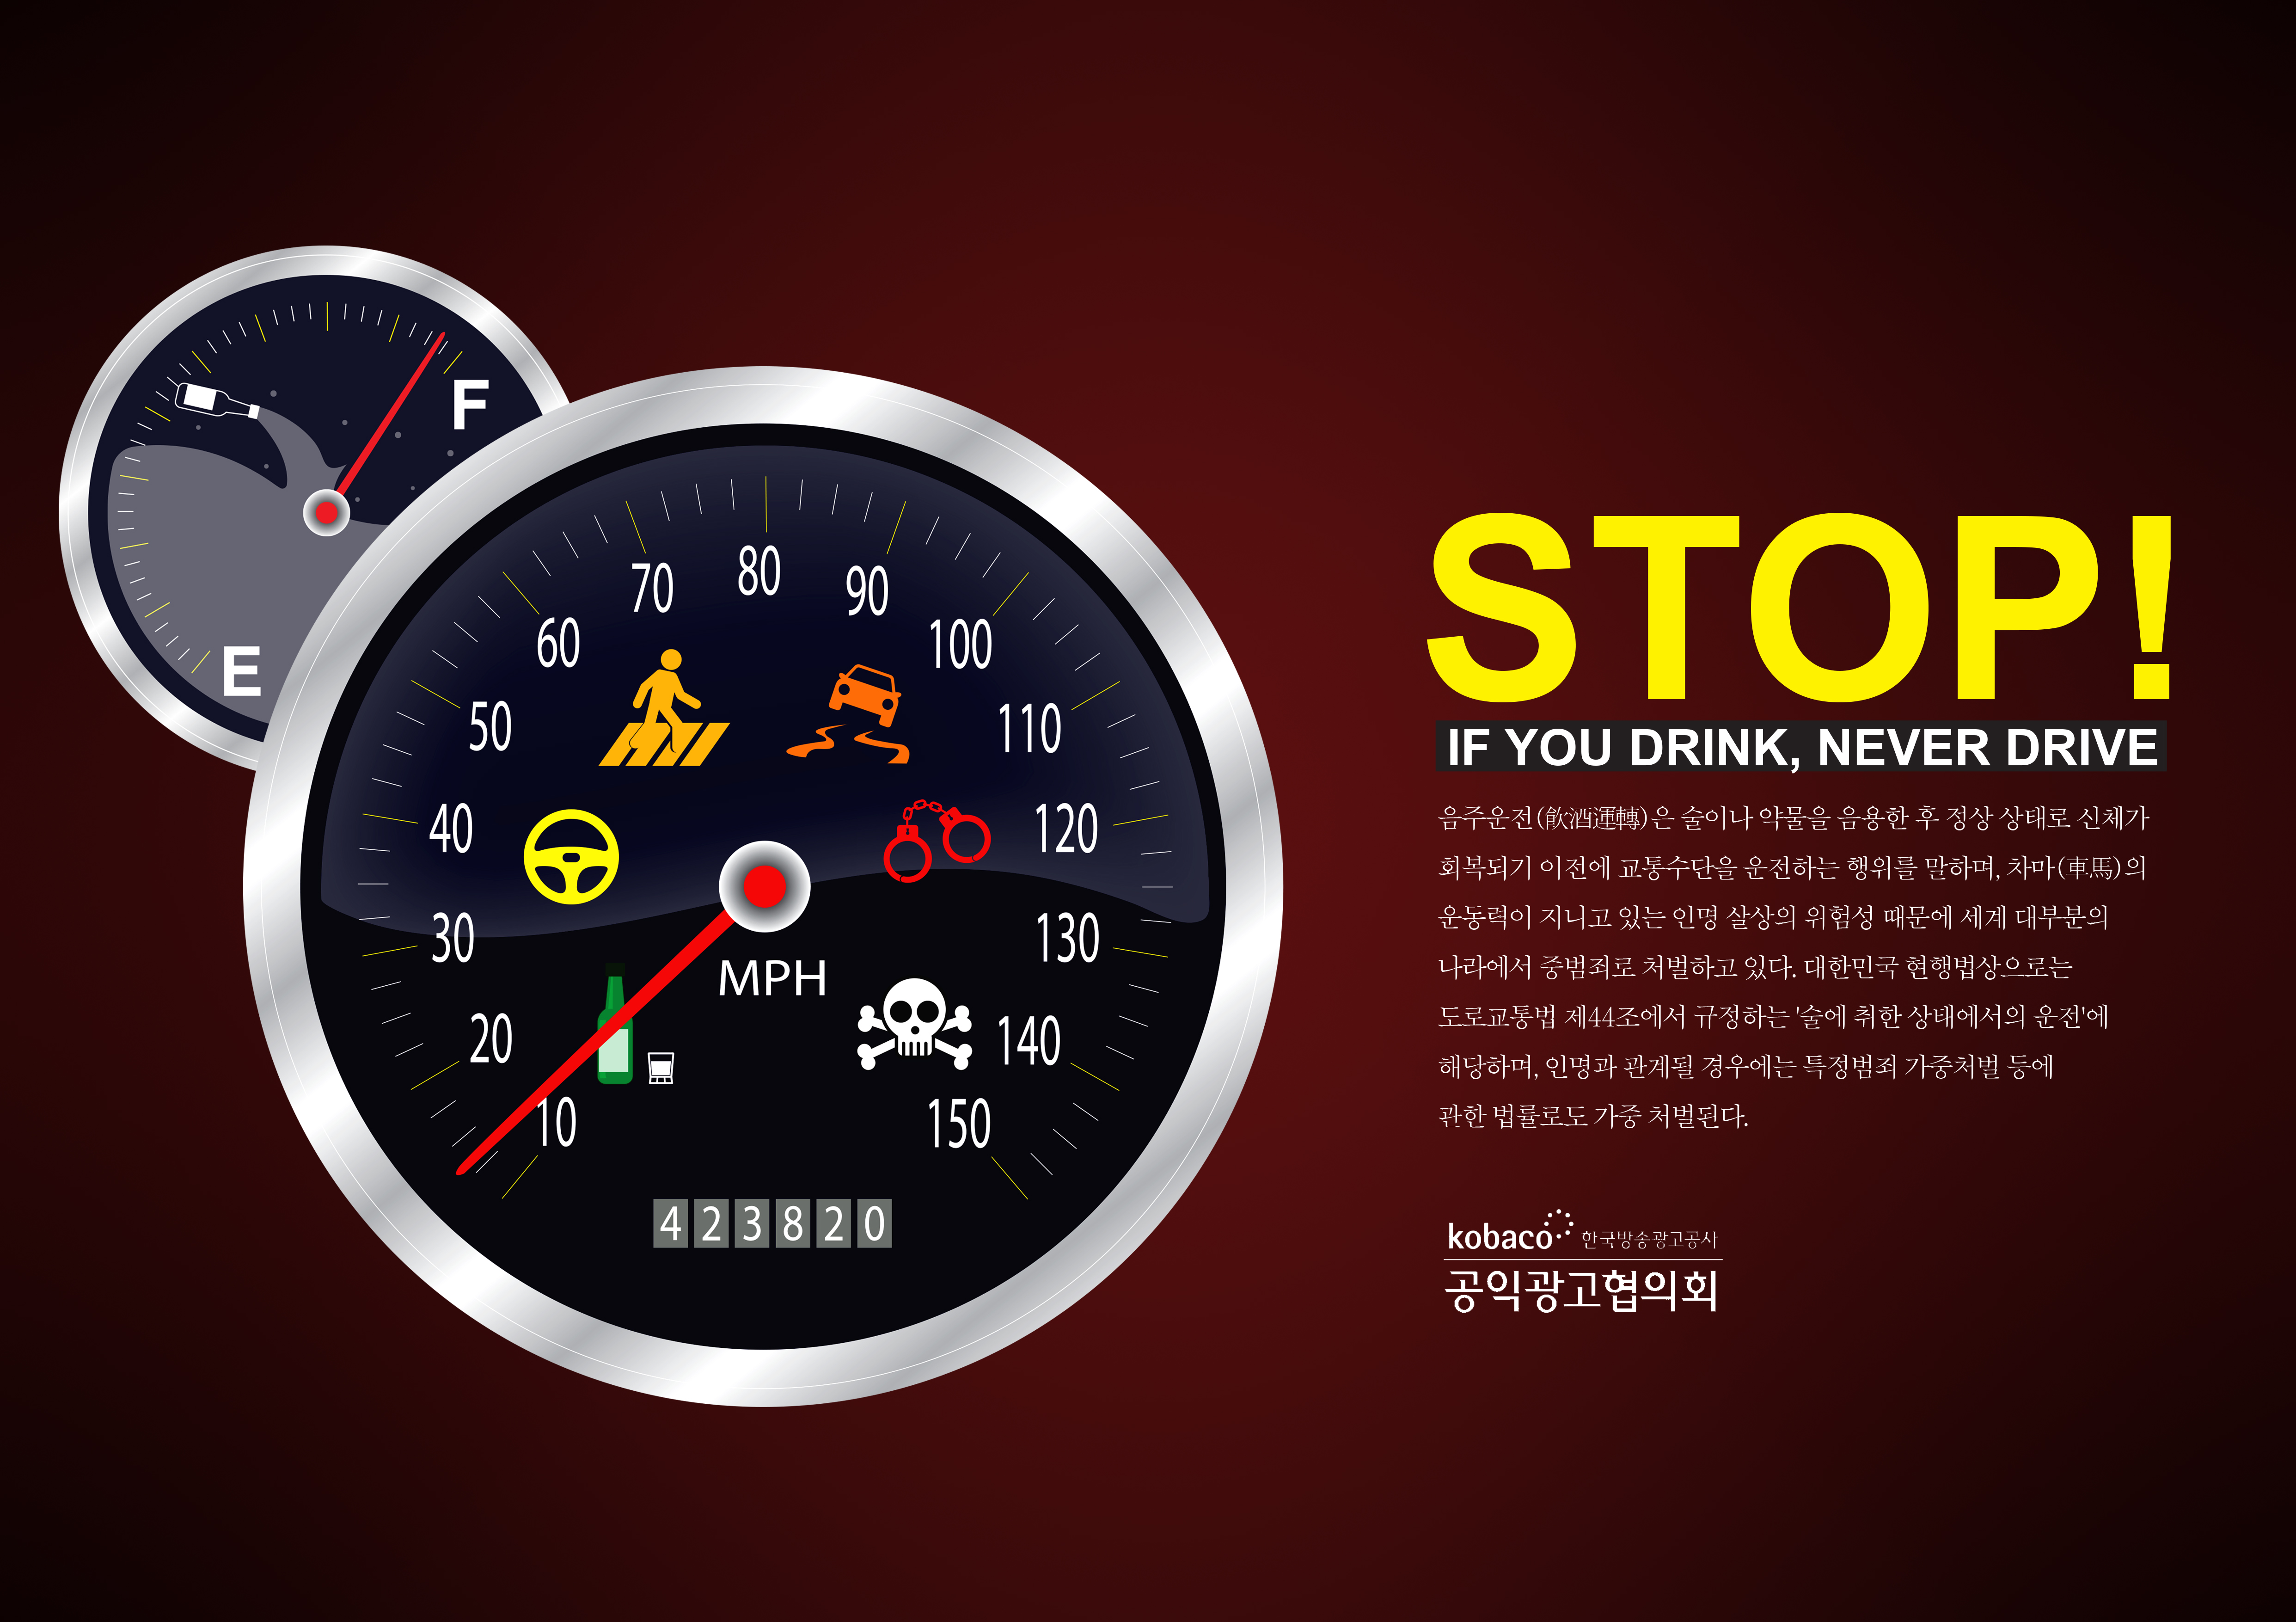 F
E
10
20
30
40
50
60
70
80
90
100
110
120
130
140
150
MPH
423820
STOP!
IF YOU DRINK, NEVER DRIVE
음주운전(飮酒運轉)은 술이나 약물을 음용한 후 정상 상태로 신체가
회복되기 이전에 교통수단을 운전하는 행위를 말하며, 차마(車馬)의
운동력이 지니고 있는 인명 살상의 위험성 때문에 세계 대부분의
나라에서 중범죄로 처벌하고 있다. 대한민국 현행법상으로는
도로교통법 제44조에서 규정하는 '술에 취한 상태에서의 운전'에
해당하며, 인명과 관계될 경우에는 특정범죄 가중처벌 등에
관한 법률로도 가중 처벌된다.
kobaco 한국방송광고공사
공익광고협의회